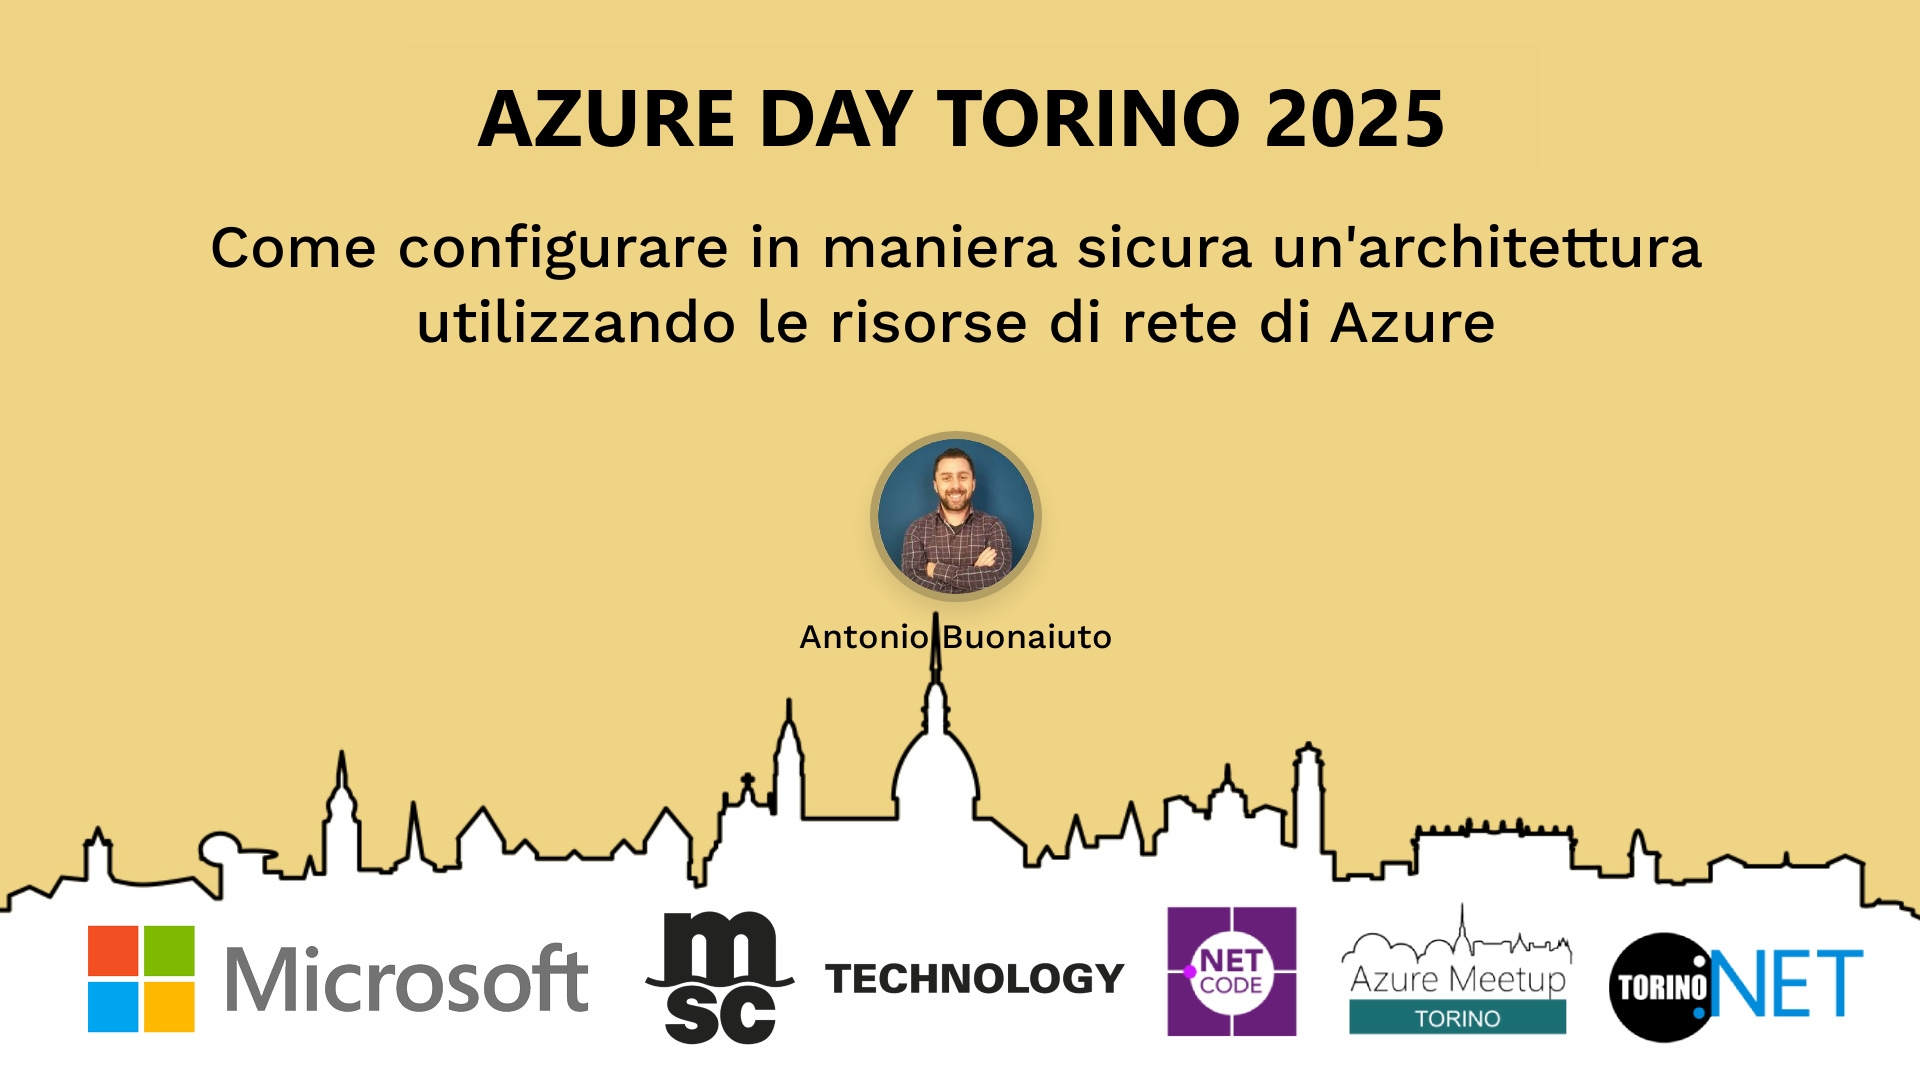 AZURE DAY TORINO 2025
Come configurare in maniera sicura un'architettura
utilizzando le risorse di rete di Azure
Antonio Buonaiuto
Microsoft
msc
TECHNOLOGY
NET
CODE
Azure Meetup
TORINO
TORINO
NET